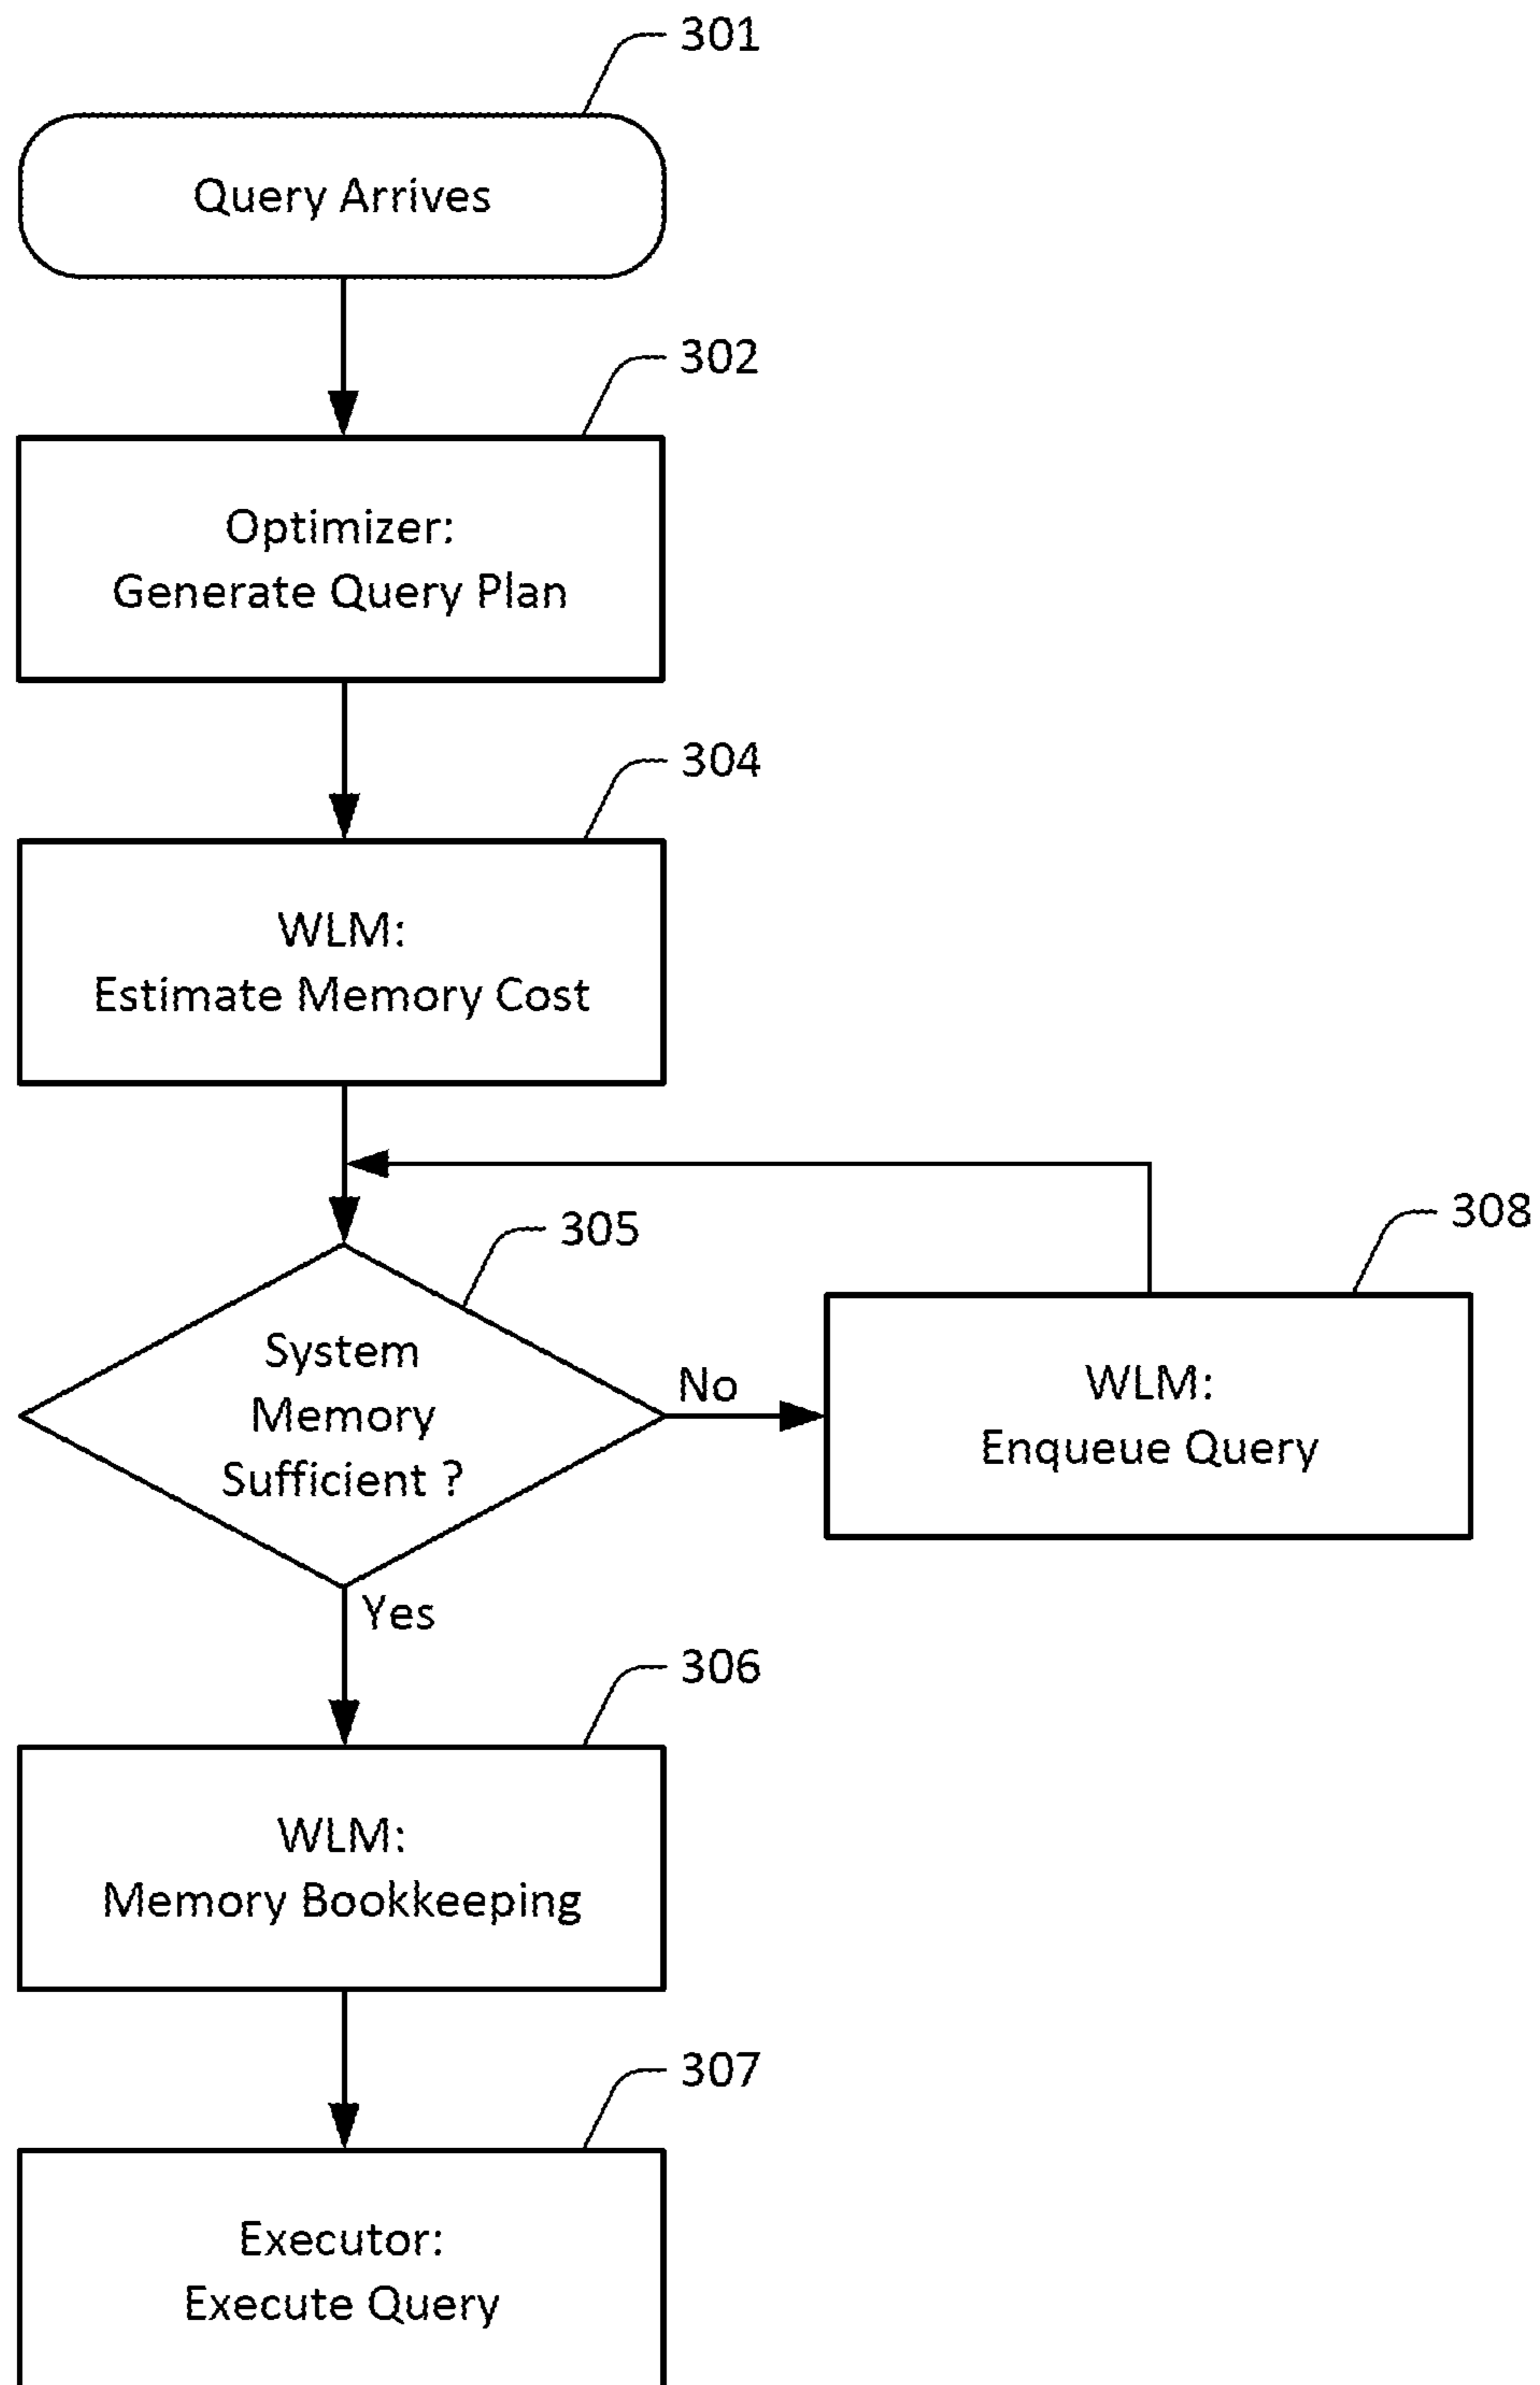 301
Query Arrives
302
Optimizer:
Generate Query Plan
304
WLM:
Estimate Memory Cost
305
308
System
Memory
Sufficient ?
No
WLM:
Enqueue Query
Yes
306
WLM:
Memory Bookkeeping
307
Executor:
Execute Query